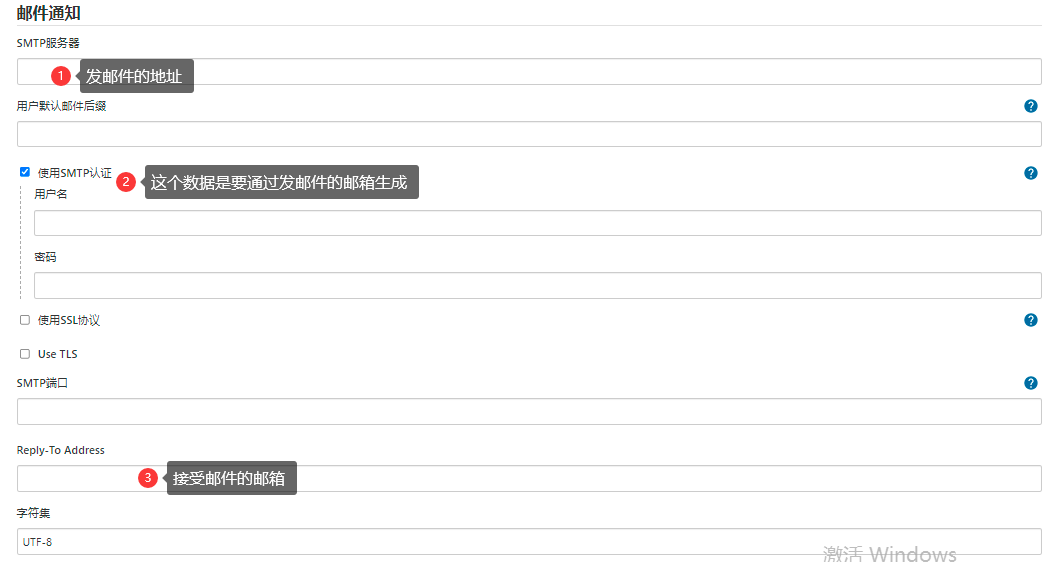 邮件通知
SMTP服务器
1 发邮件的地址
用户默认邮件后缀
使用SMTP认证
2 这个数据是要通过发邮件的邮箱生成
用户名
密码
使用SSL协议
Use TLS
SMTP端口
Reply-To Address
3 接受邮件的邮箱
字符集
UTF-8
激活 Windows